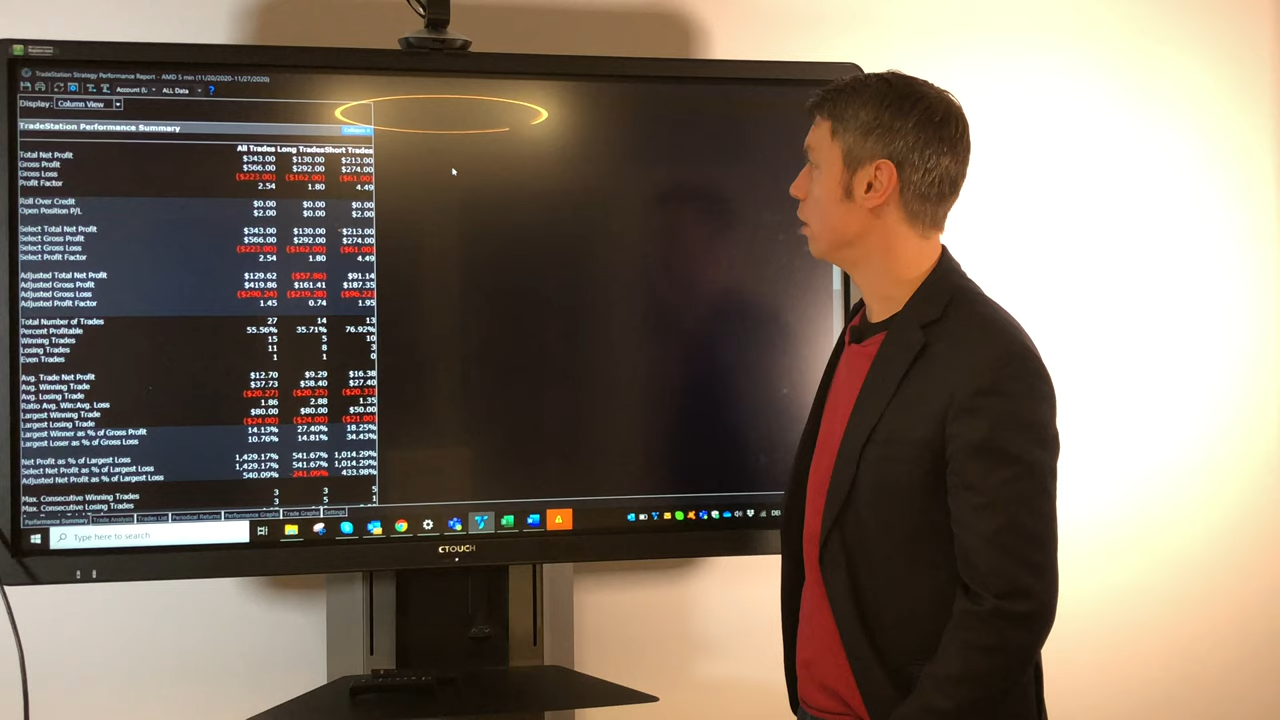 TradeStation Strategy Performance Report - AMD 5 min (11/20/2020-11/27/2020)
Account (U ALL Data ?
Display: Column View
TradeStation Performance Summary
All Trades Long Trades Short Trades
Total Net Profit $343.00 $130.00 $213.00
Gross Profit $566.00 $292.00 $274.00
Gross Loss ($223.00) ($162.00) ($61.00)
Profit Factor 2.54 1.80 4.49
Roll Over Credit $0.00 $0.00 $0.00
Open Position P/L $2.00 $0.00 $2.00
Select Total Net Profit $343.00 $130.00 $213.00
Select Gross Profit $566.00 $292.00 $274.00
Select Gross Loss ($223.00) ($162.00) ($61.00)
Select Profit Factor 2.54 1.80 4.49
Adjusted Total Net Profit $129.62 ($57.86) $91.14
Adjusted Gross Profit $419.86 $161.41 $187.35
Adjusted Gross Loss ($290.24) ($219.28) ($96.22)
Adjusted Profit Factor 1.45 0.74 1.95
Total Number of Trades 27 14 13
Percent Profitable 55.56% 35.71% 76.92%
Winning Trades 15 5 10
Losing Trades 11 8 3
Even Trades 1 1 0
Avg. Trade Net Profit $12.70 $9.29 $16.38
Avg. Winning Trade $37.73 $58.40 $27.40
Avg. Losing Trade ($20.27) ($20.25) ($20.33)
Ratio Avg. Win:Avg. Loss 1.86 2.88 1.35
Largest Winning Trade $80.00 $80.00 $50.00
Largest Losing Trade ($24.00) ($24.00) ($21.00)
Largest Winner as % of Gross Profit 14.13% 27.40% 18.25%
Largest Loser as % of Gross Loss 10.76% 14.81% 34.43%
Net Profit as % of Largest Loss 1,429.17% 541.67% 1,014.29%
Select Net Profit as % of Largest Loss 1,429.17% 541.67% 1,014.29%
Adjusted Net Profit as % of Largest Loss 540.09% -241.09% 433.98%
Max. Consecutive Winning Trades 3 3 5
Max. Consecutive Losing Trades 3 5 1
Performance Summary Trade Analysis Trades List Periodical Returns Performance Graphs Trade Graphs Settings
Type here to search
CTOUCH